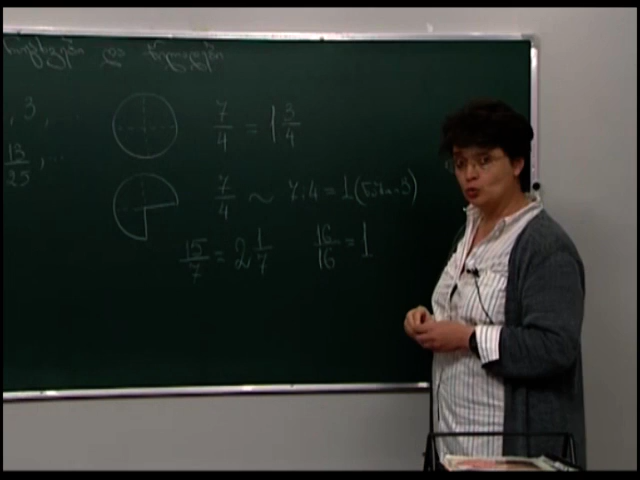 და
, 3 ,
13/25 , ...
7/4 = 1 3/4
7/4 ~ 7:4 = 1 (ნაშთი 3)
15/7 = 2 1/7
16/16 = 1